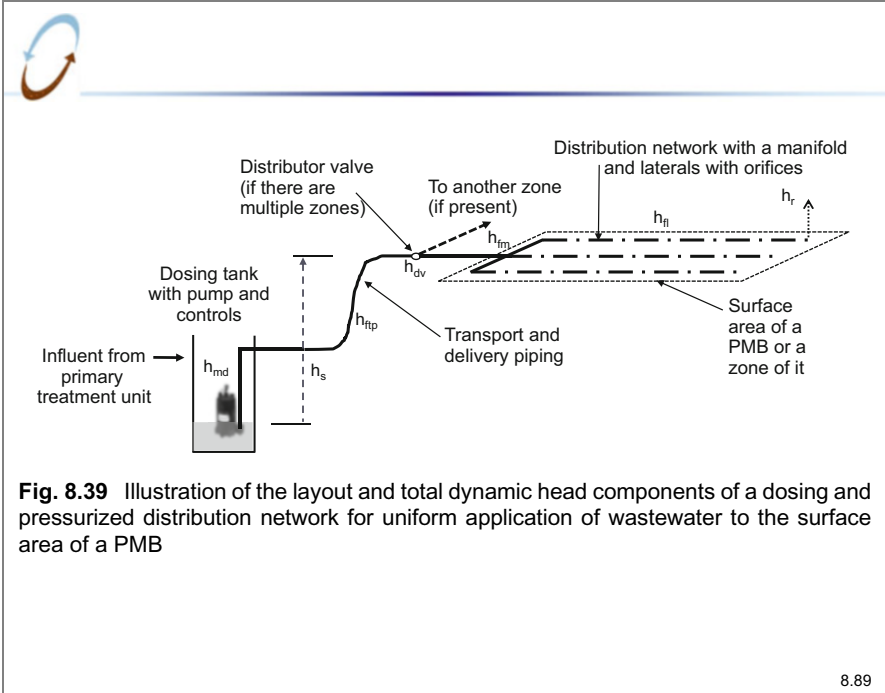 Distribution network with a manifold
and laterals with orifices
Distributor valve
(if there are
multiple zones)
To another zone
(if present)
h_r
h_fl
h_fm
h_dv
Dosing tank
with pump and
controls
Surface
area of a
PMB or a
zone of it
h_ftp
Transport and
delivery piping
Influent from
primary
treatment unit
h_md
h_s
Fig. 8.39 Illustration of the layout and total dynamic head components of a dosing and
pressurized distribution network for uniform application of wastewater to the surface
area of a PMB
8.89